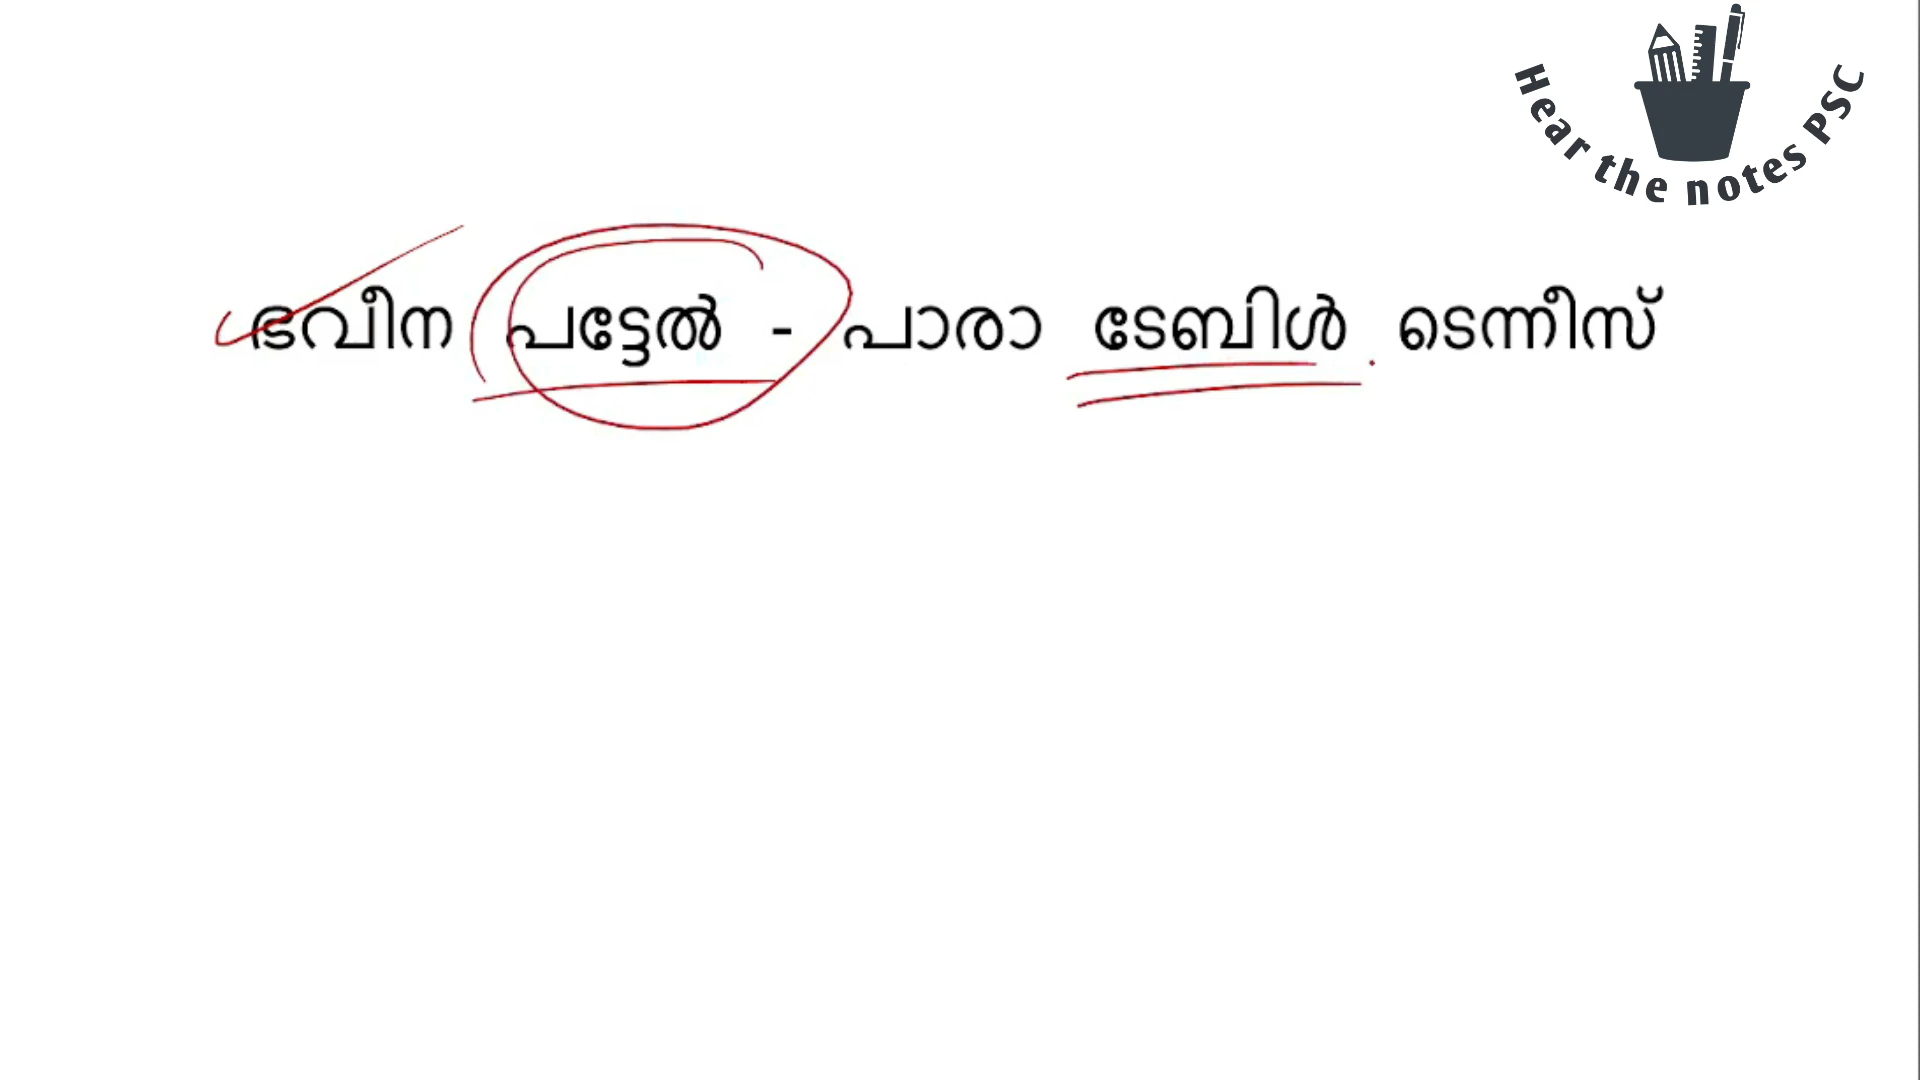 Hear the notes PSC
ഭവീന പട്ടേൽ - പാരാ ടേബിൾ ടെന്നീസ്